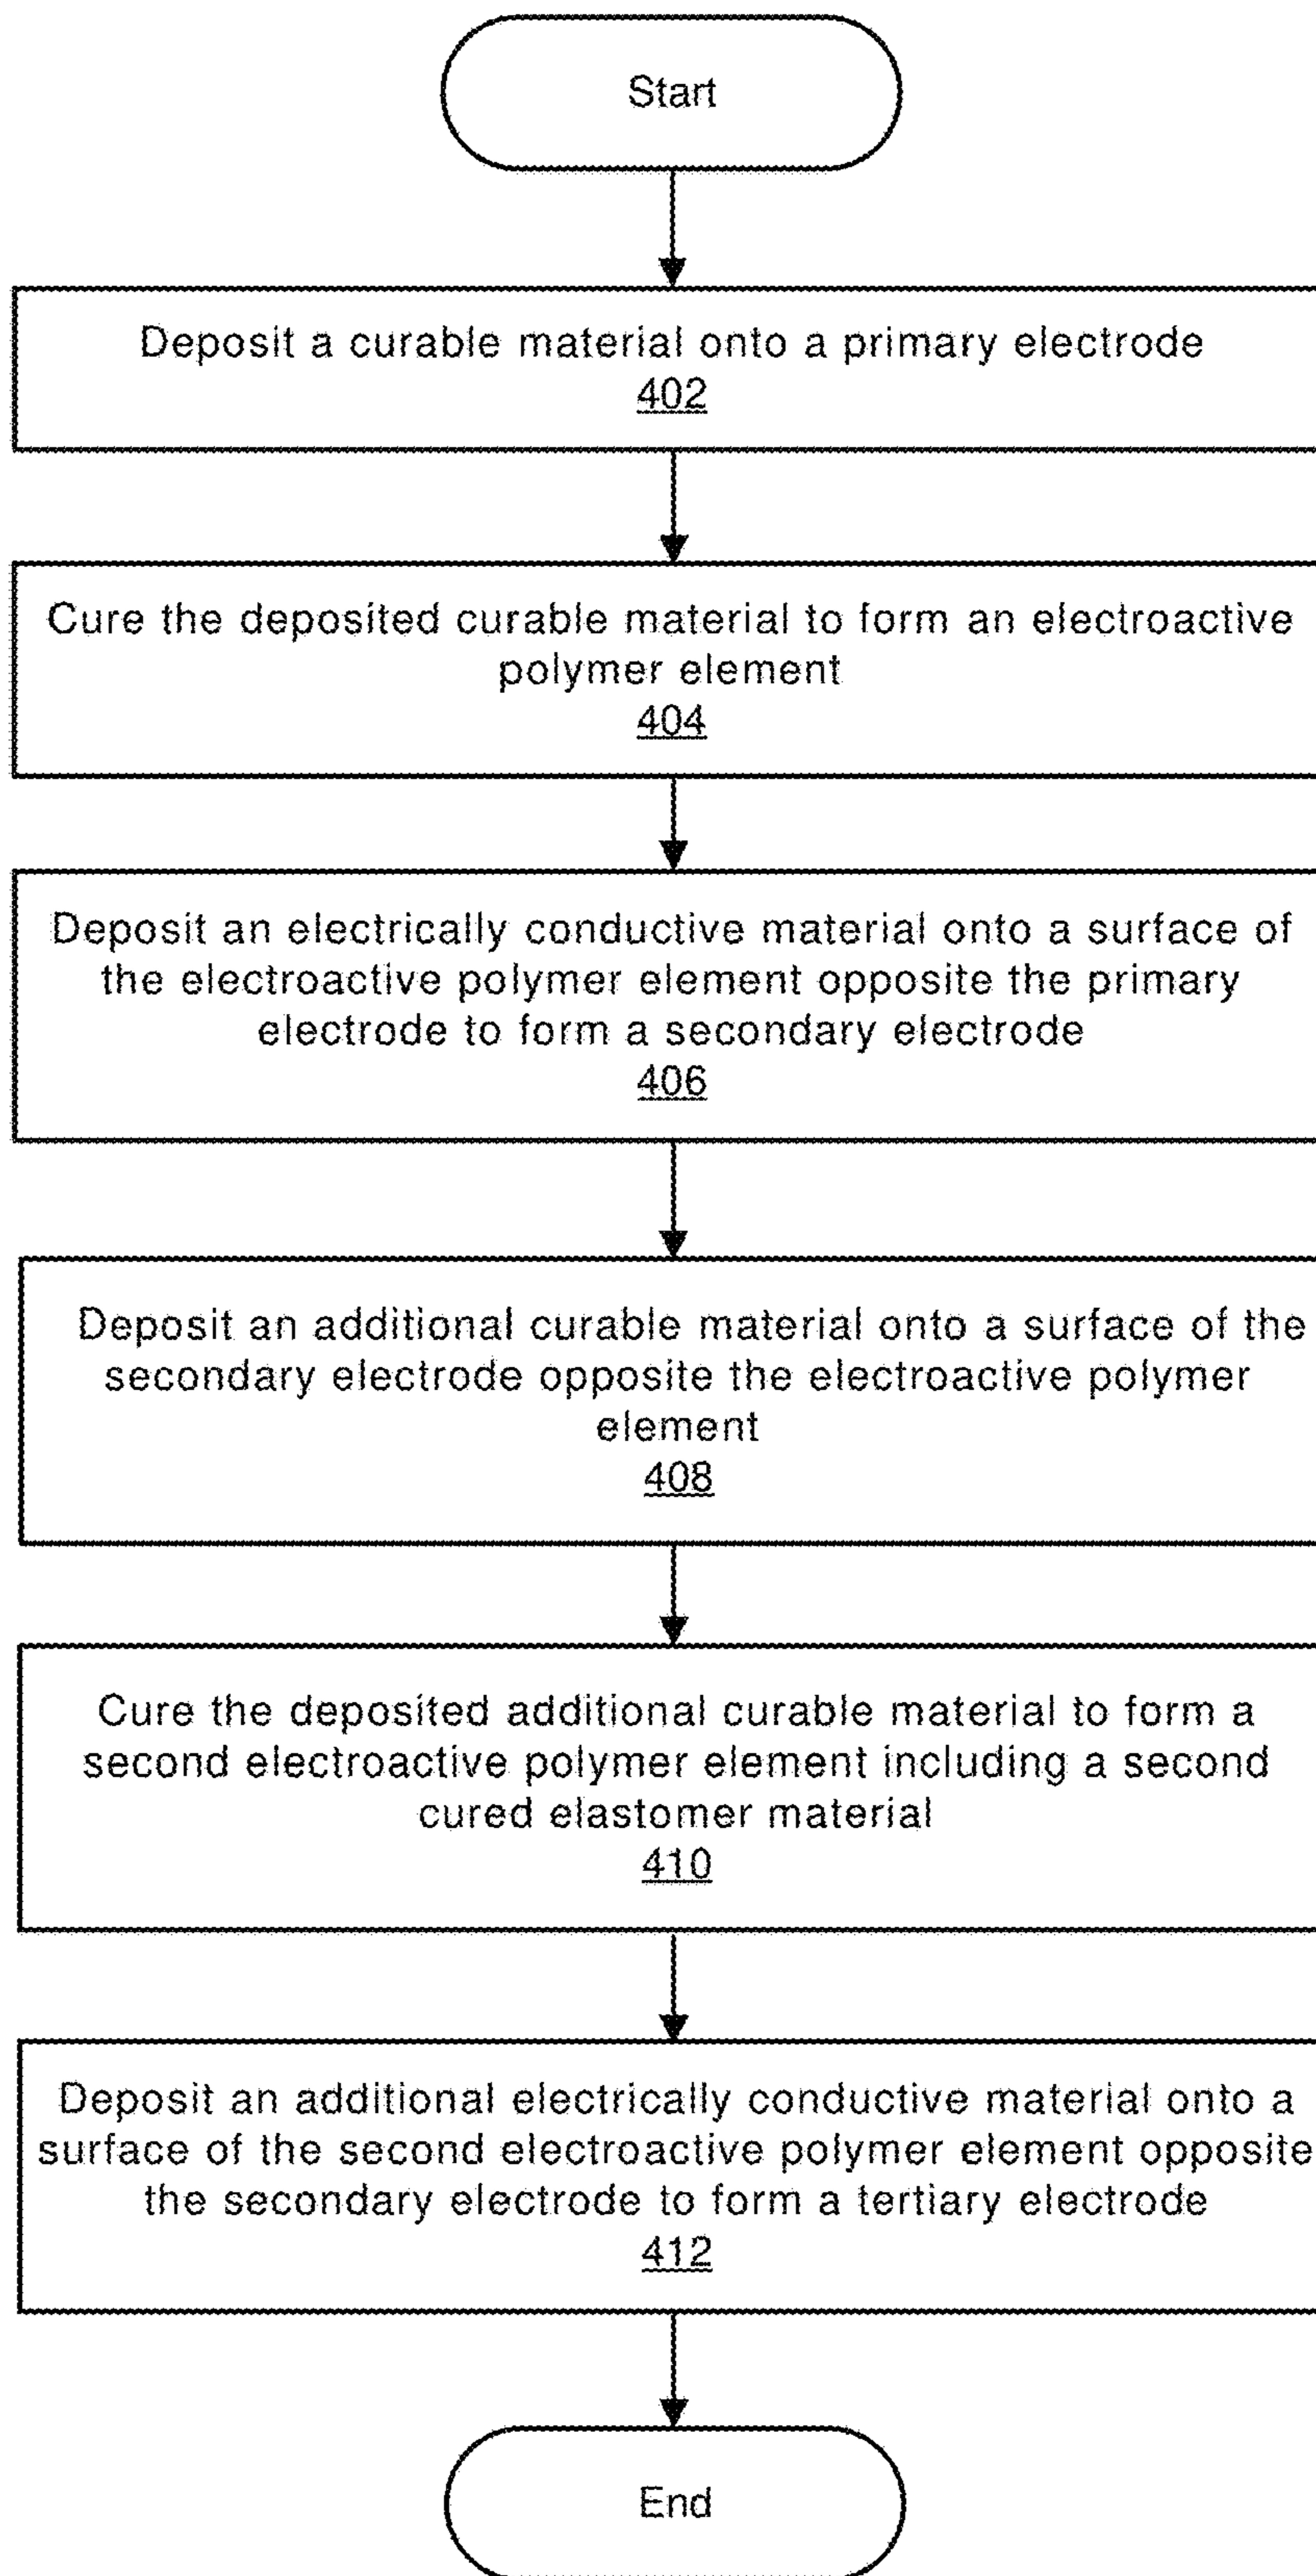 Start
Deposit a curable material onto a primary electrode
402
Cure the deposited curable material to form an electroactive
polymer element
404
Deposit an electrically conductive material onto a surface of
the electroactive polymer element opposite the primary
electrode to form a secondary electrode
406
Deposit an additional curable material onto a surface of the
secondary electrode opposite the electroactive polymer
element
408
Cure the deposited additional curable material to form a
second electroactive polymer element including a second
cured elastomer material
410
Deposit an additional electrically conductive material onto a
surface of the second electroactive polymer element opposite
the secondary electrode to form a tertiary electrode
412
End